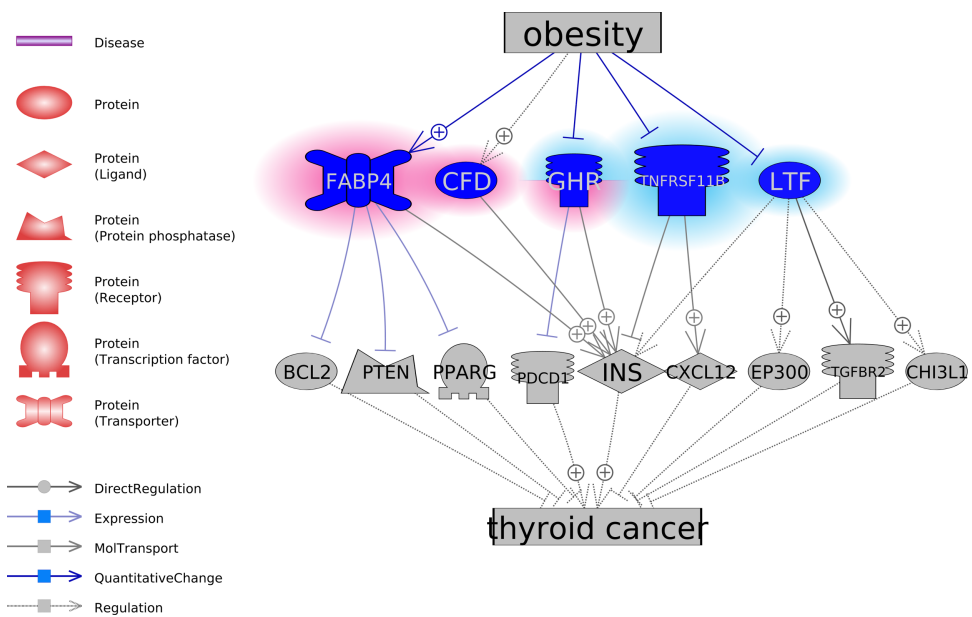 obesity
Disease
Protein
Protein
(Ligand)
Protein
(Protein phosphatase)
Protein
(Receptor)
Protein
(Transcription factor)
Protein
(Transporter)
DirectRegulation
Expression
MolTransport
QuantitativeChange
Regulation
FABP4
CFD
GHR
TNFRSF11B
LTF
BCL2
PTEN
PPARG
PDCD1
INS
CXCL12
EP300
TGFBR2
CHI3L1
thyroid cancer